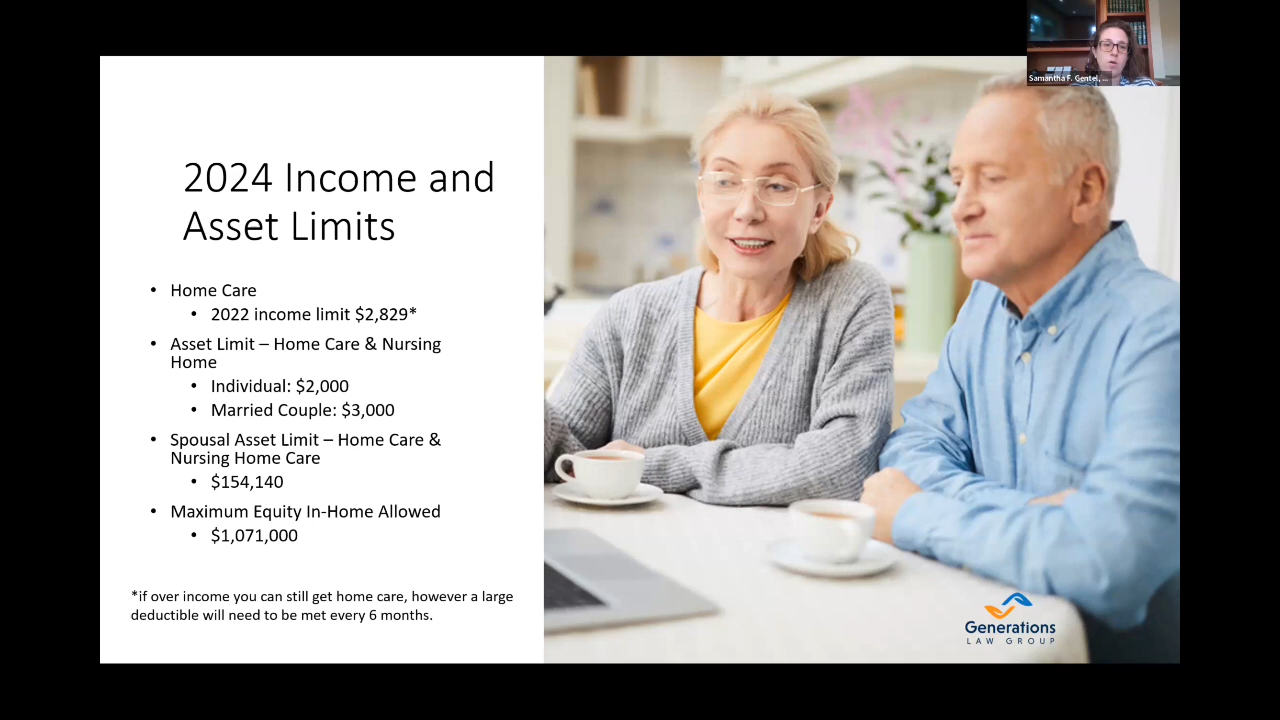 Samantha F. Gentel, ...
2024 Income and
Asset Limits
• Home Care
• 2022 income limit $2,829*
• Asset Limit – Home Care & Nursing
Home
• Individual: $2,000
• Married Couple: $3,000
• Spousal Asset Limit – Home Care &
Nursing Home Care
• $154,140
• Maximum Equity In-Home Allowed
• $1,071,000
*if over income you can still get home care, however a large
deductible will need to be met every 6 months.
Generations
LAW GROUP